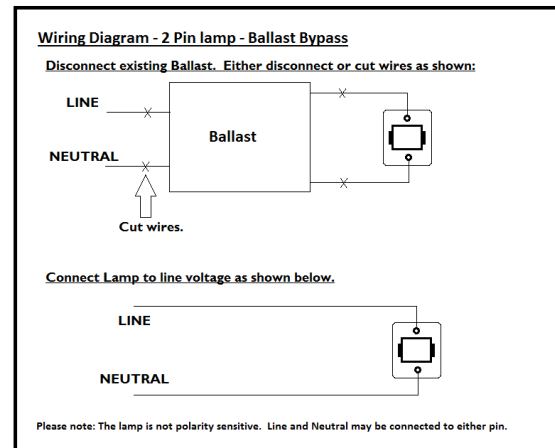 Wiring Diagram - 2 Pin lamp - Ballast Bypass
Disconnect existing Ballast. Either disconnect or cut wires as shown:
LINE
Ballast
NEUTRAL
Cut wires.
Connect Lamp to line voltage as shown below.
LINE
NEUTRAL
Please note: The lamp is not polarity sensitive. Line and Neutral may be connected to either pin.